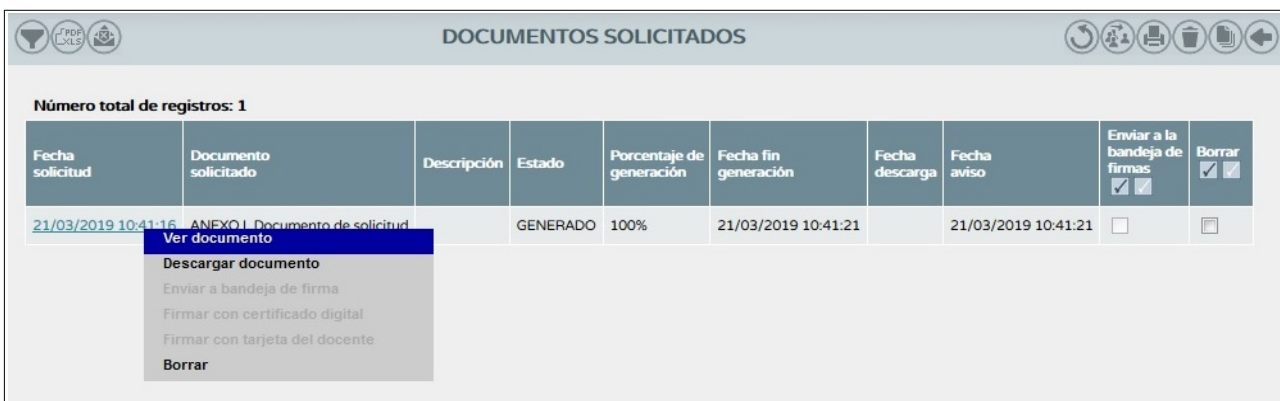 PDF
XLS
DOCUMENTOS SOLICITADOS
Número total de registros: 1
Fecha
solicitud
Documento
solicitado
Descripción
Estado
Porcentaje de
generación
Fecha fin
generación
Fecha
descarga
Fecha
aviso
Enviar a la
bandeja de
firmas
Borrar
21/03/2019 10:41:16
ANEXO I. Documento de solicitud
GENERADO
100%
21/03/2019 10:41:21
21/03/2019 10:41:21
Ver documento
Descargar documento
Enviar a bandeja de firma
Firmar con certificado digital
Firmar con tarjeta del docente
Borrar